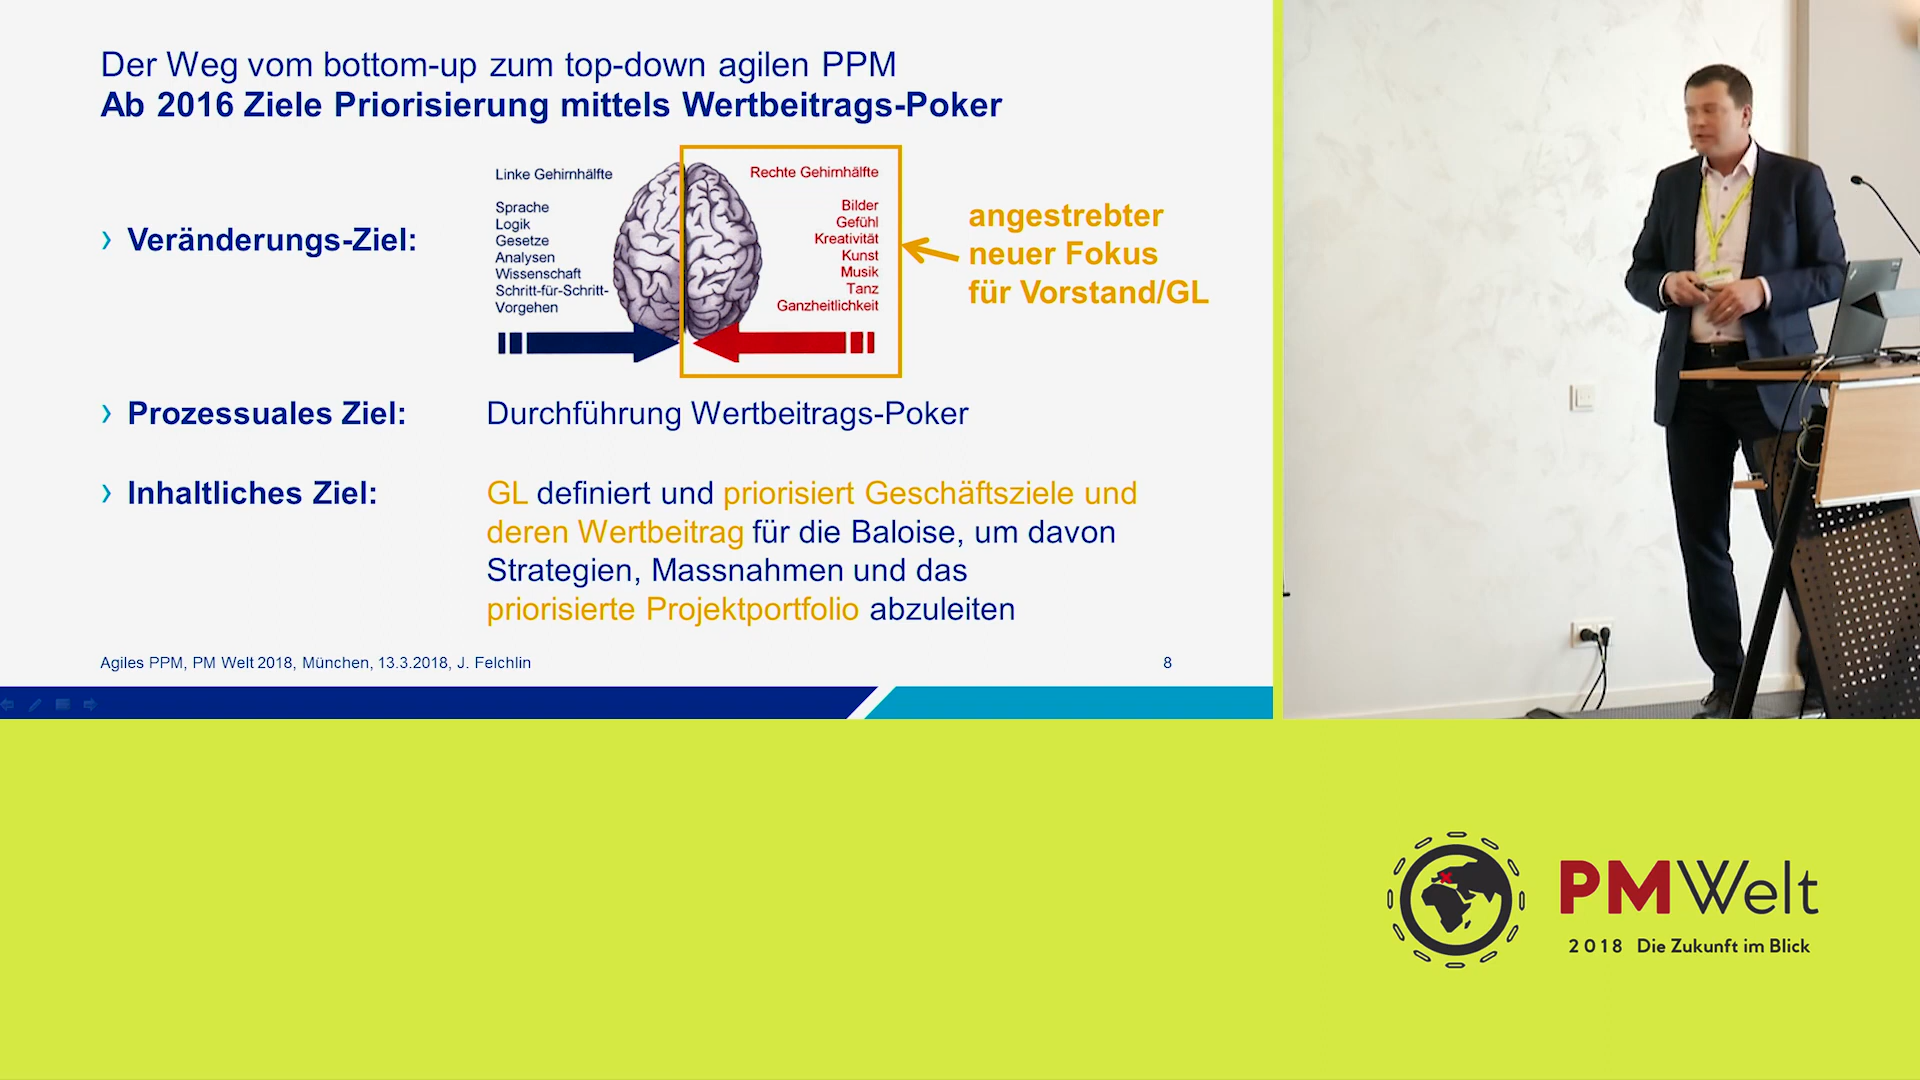 Der Weg vom bottom-up zum top-down agilen PPM
Ab 2016 Ziele Priorisierung mittels Wertbeitrags-Poker
› Veränderungs-Ziel:
Linke Gehirnhälfte
Sprache
Logik
Gesetze
Analysen
Wissenschaft
Schritt-für-Schritt-
Vorgehen
Rechte Gehirnhälfte
Bilder
Gefühl
Kreativität
Kunst
Musik
Tanz
Ganzheitlichkeit
angestrebter
neuer Fokus
für Vorstand/GL
› Prozessuales Ziel: Durchführung Wertbeitrags-Poker
› Inhaltliches Ziel: GL definiert und priorisiert Geschäftsziele und
deren Wertbeitrag für die Baloise, um davon
Strategien, Massnahmen und das
priorisierte Projektportfolio abzuleiten
Agiles PPM, PM Welt 2018, München, 13.3.2018, J. Felchlin 8
PMWelt
2018 Die Zukunft im Blick